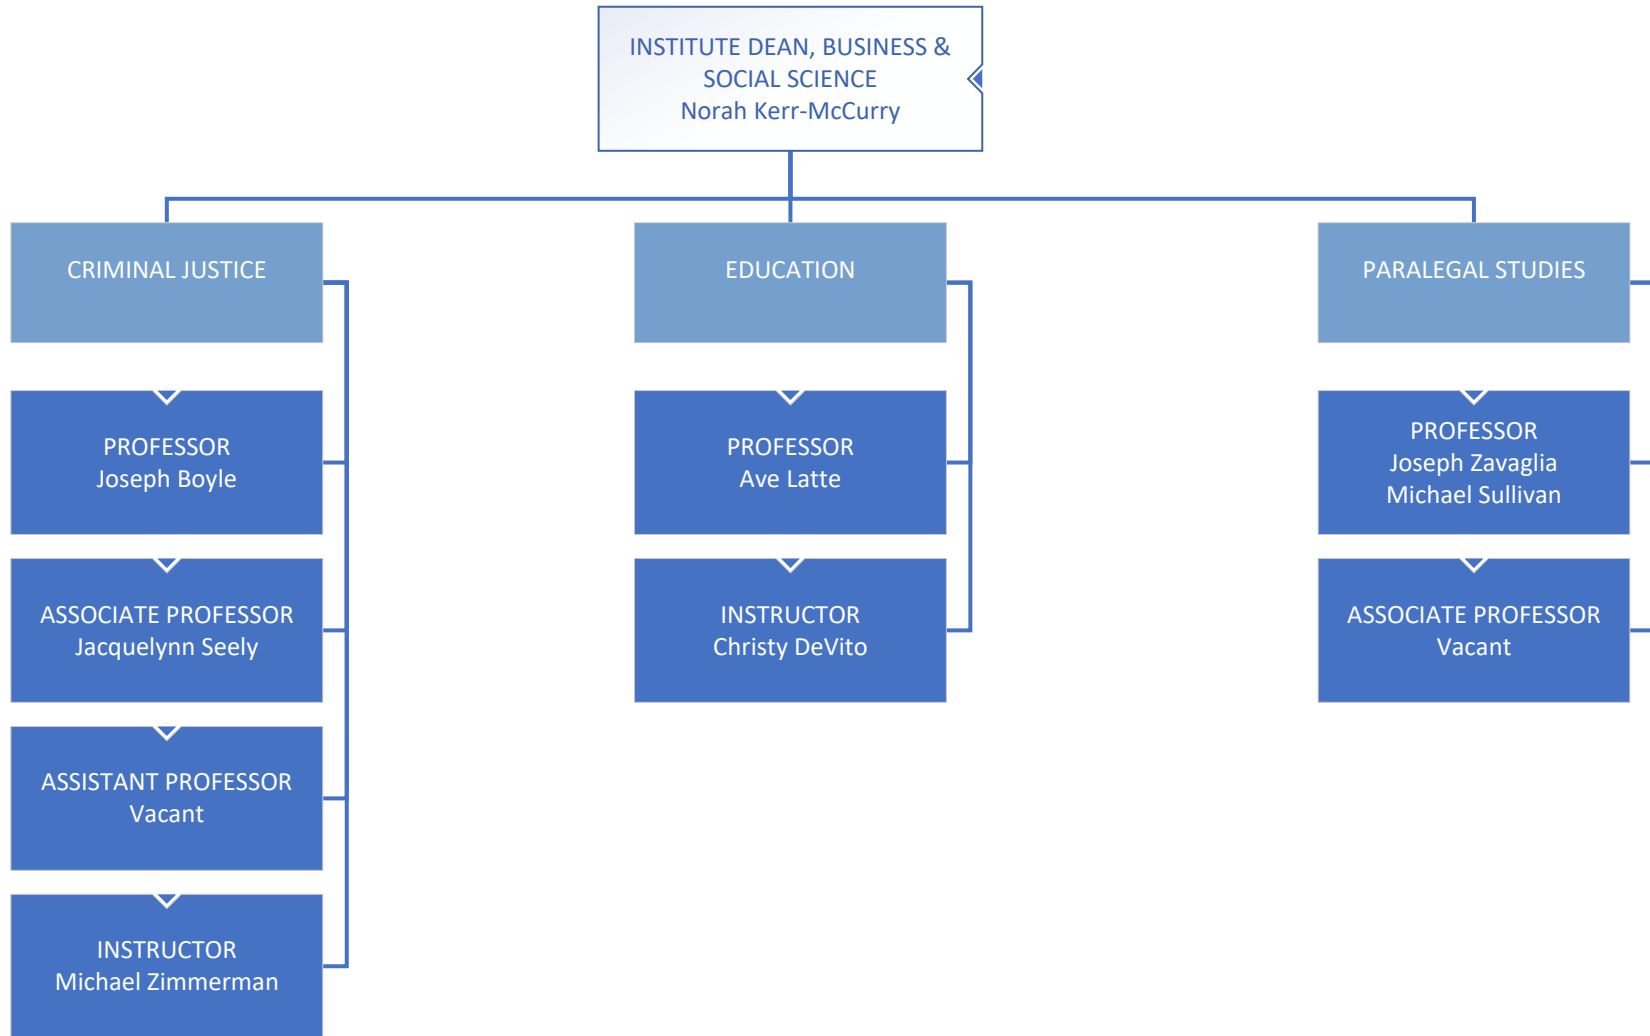 INSTITUTE DEAN, BUSINESS &
SOCIAL SCIENCE
Norah Kerr-McCurry
CRIMINAL JUSTICE
PROFESSOR
Joseph Boyle
ASSOCIATE PROFESSOR
Jacquelynn Seely
ASSISTANT PROFESSOR
Vacant
INSTRUCTOR
Michael Zimmerman
EDUCATION
PROFESSOR
Ave Latte
INSTRUCTOR
Christy DeVito
PARALEGAL STUDIES
PROFESSOR
Joseph Zavaglia
Michael Sullivan
ASSOCIATE PROFESSOR
Vacant